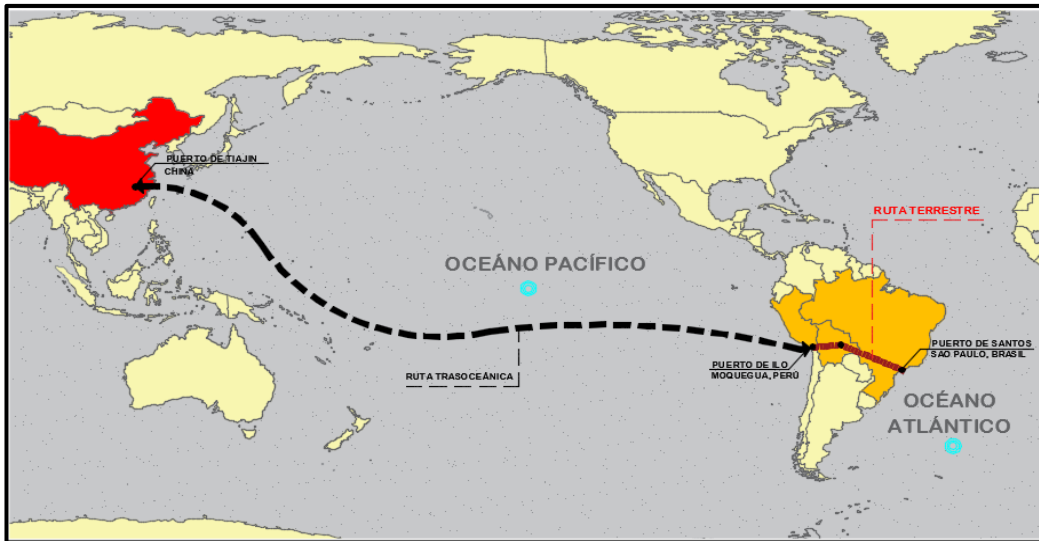 PUERTO DE TIAJIN
CHINA
RUTA TERRESTRE
OCEÁNO PACÍFICO
PUERTO DE SANTOS
SAO PAULO, BRASIL
PUERTO DE ILO
MOQUEGUA, PERÚ
RUTA TRASOCEÁNICA
OCÉANO
ATLÁNTICO